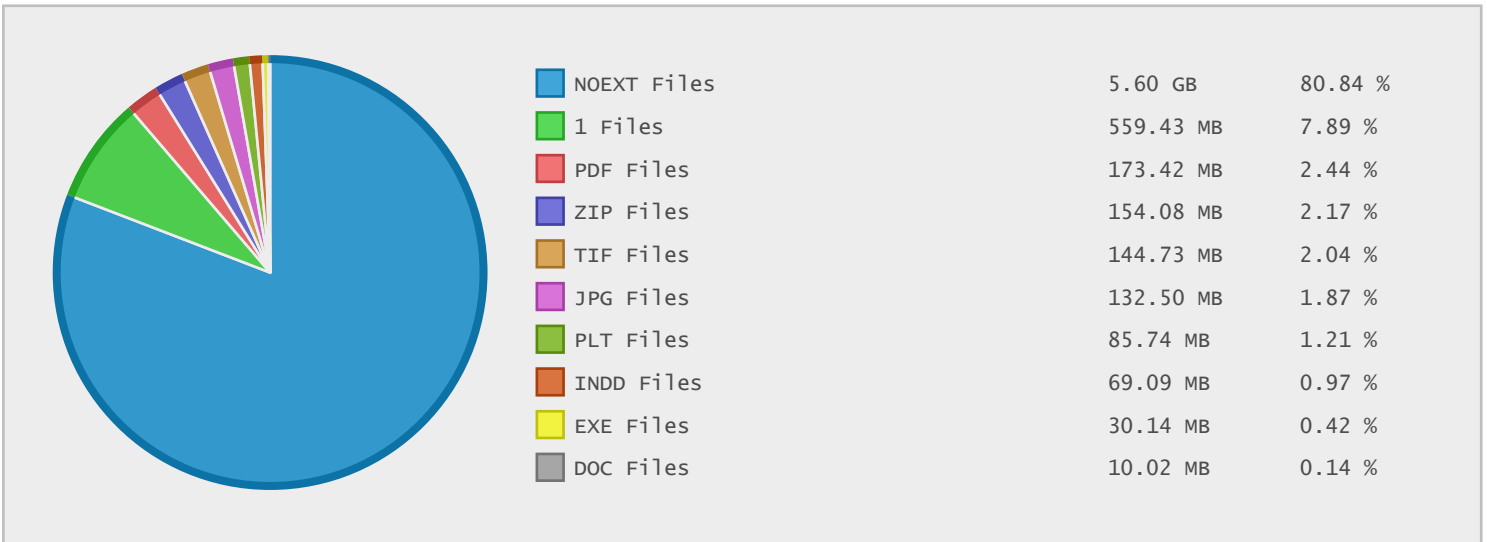 NOEXT Files 5.60 GB 80.84 %
1 Files 559.43 MB 7.89 %
PDF Files 173.42 MB 2.44 %
ZIP Files 154.08 MB 2.17 %
TIF Files 144.73 MB 2.04 %
JPG Files 132.50 MB 1.87 %
PLT Files 85.74 MB 1.21 %
INDD Files 69.09 MB 0.97 %
EXE Files 30.14 MB 0.42 %
DOC Files 10.02 MB 0.14 %